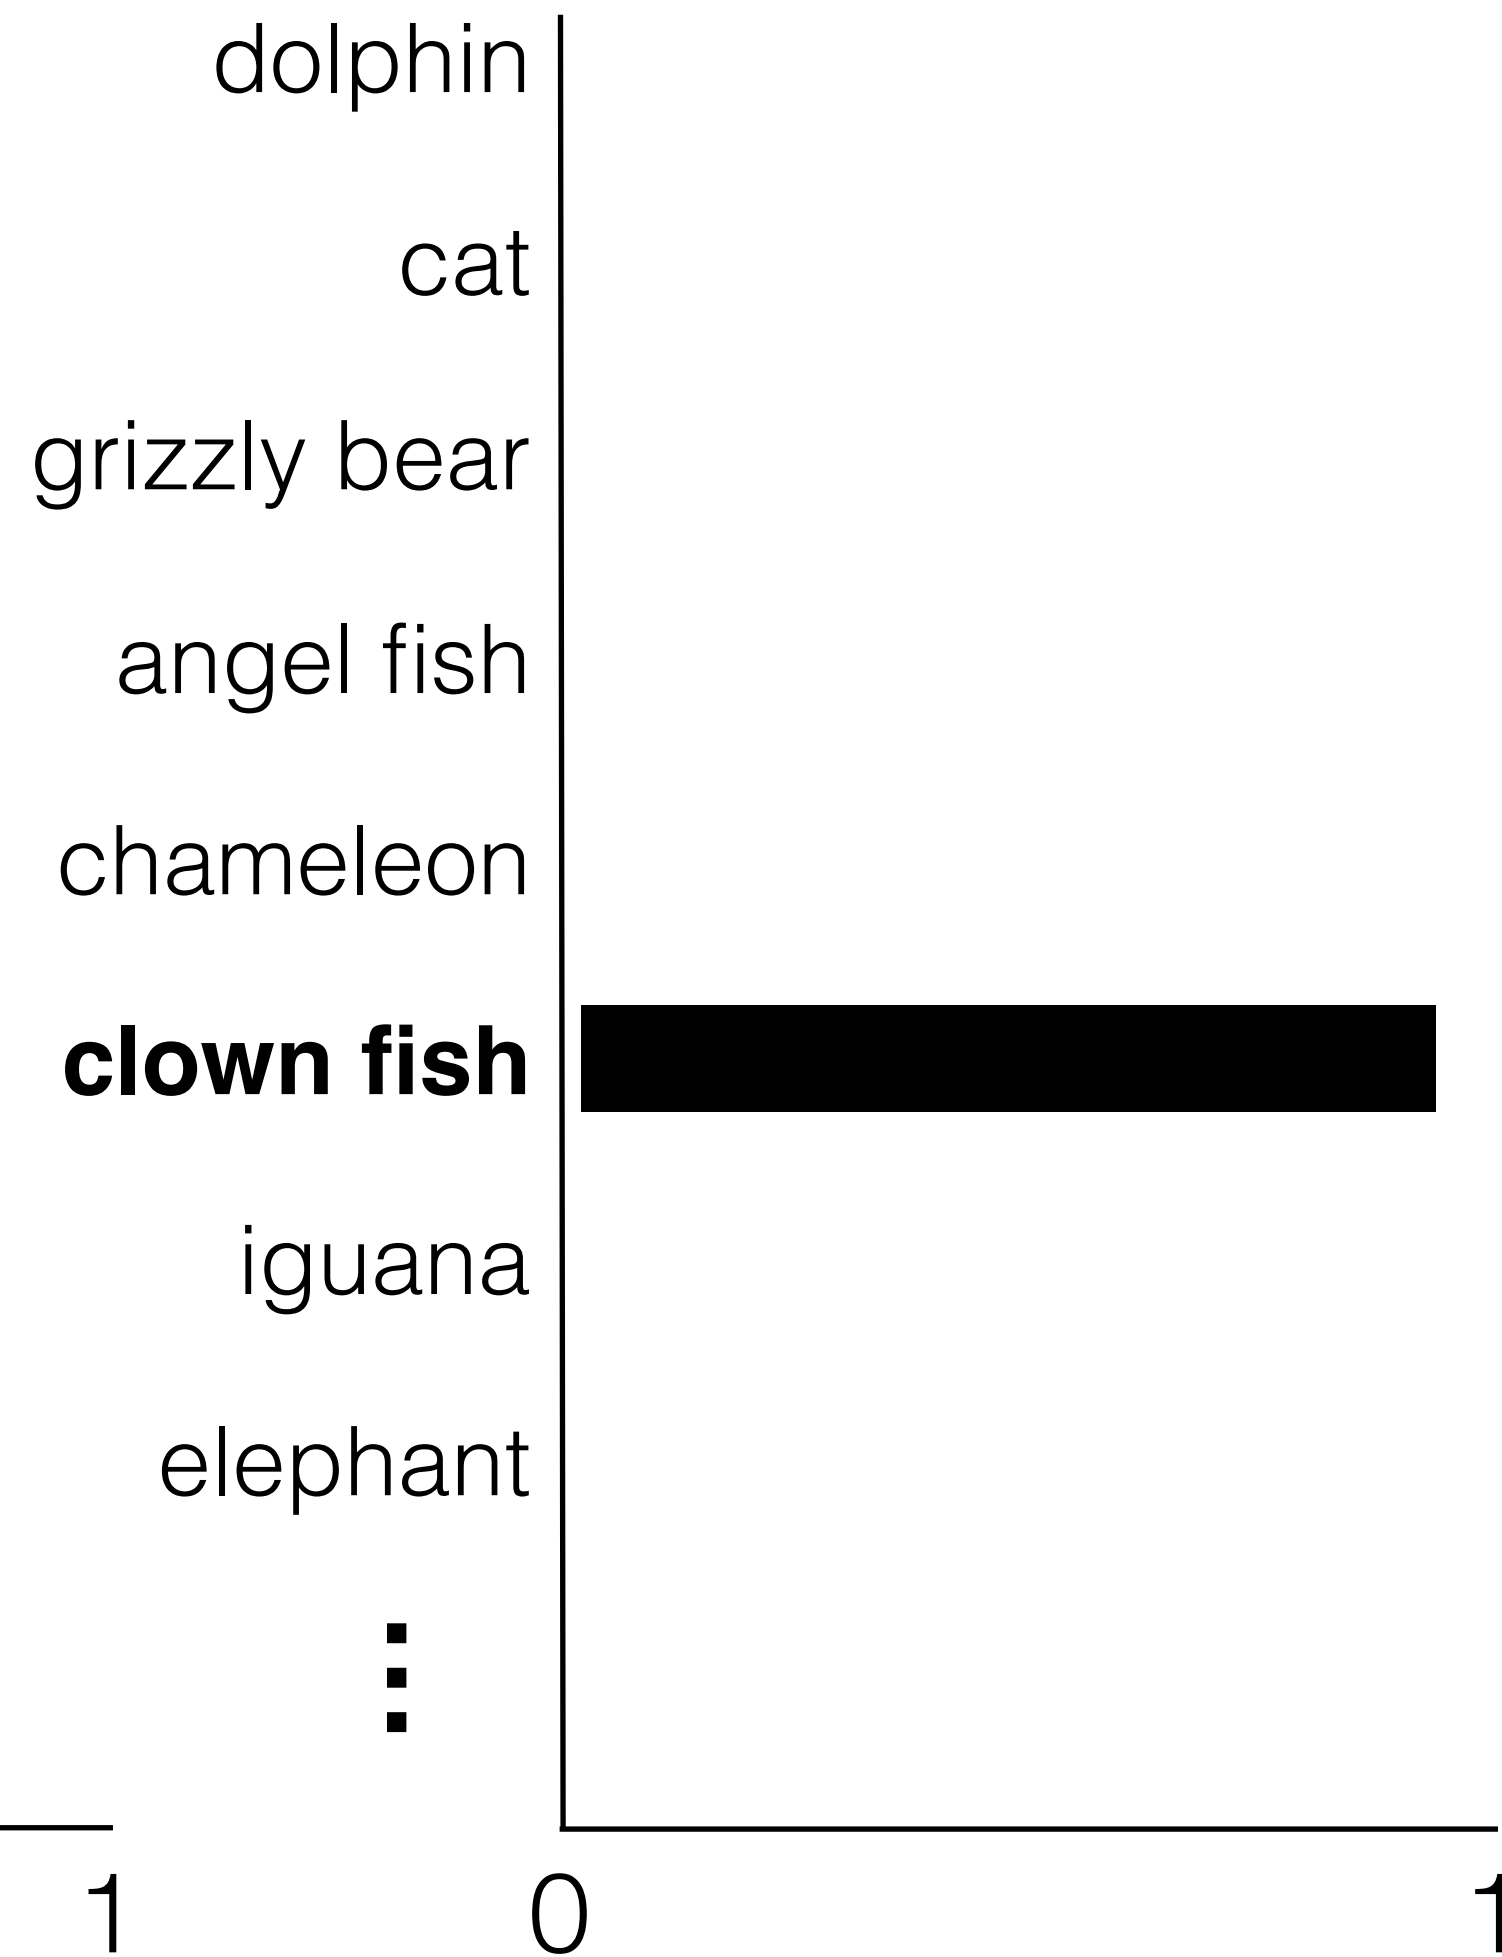 dolphin
cat
grizzly bear
angel fish
chameleon
clown fish
iguana
elephant
⋮
1 0 1